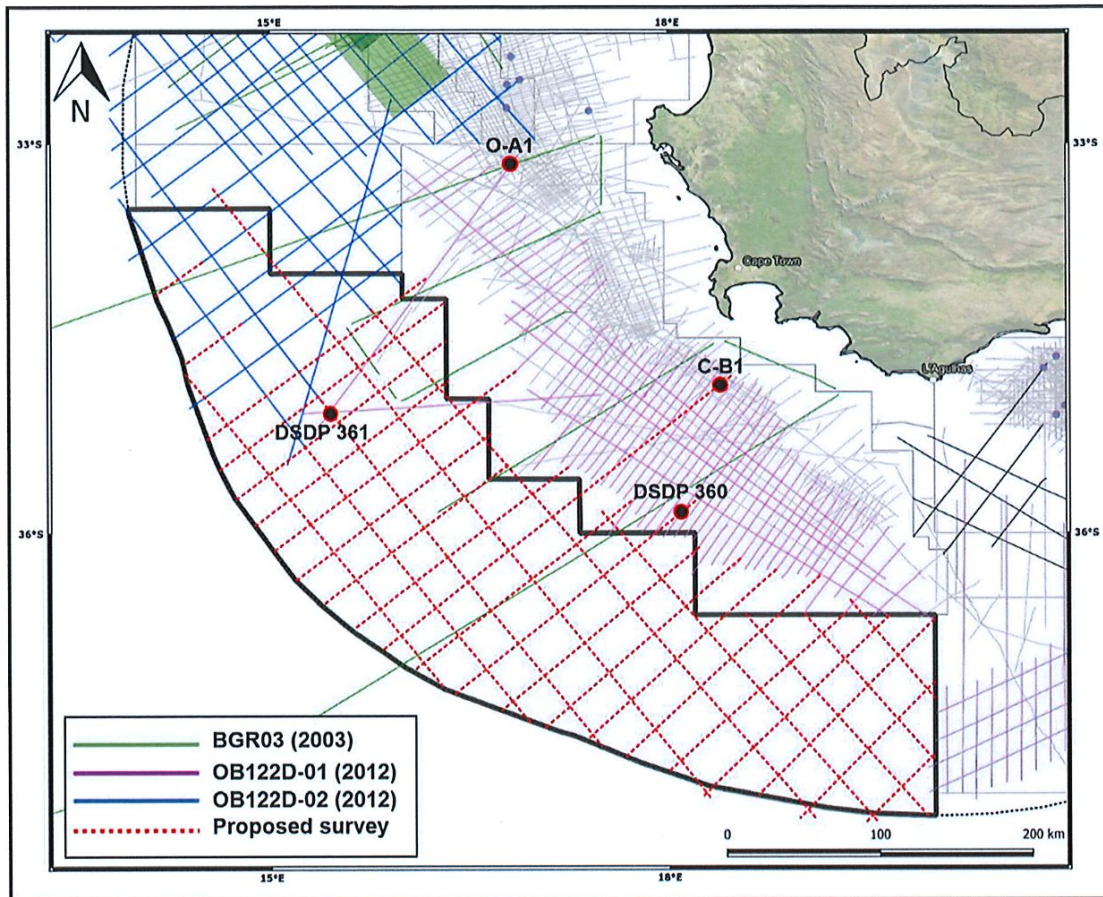 15°E 18°E
N
33°S 33°S
O-A1
Cape Town
L'Agulhas
C-B1
DSDP 361
DSDP 360
36°S 36°S
BGR03 (2003)
OB122D-01 (2012)
OB122D-02 (2012)
Proposed survey
0 100 200 km
15°E 18°E